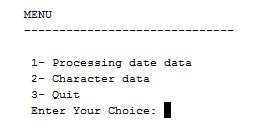 MENU
------------------------------
1- Processing date data
2- Character data
3- Quit
Enter Your Choice: